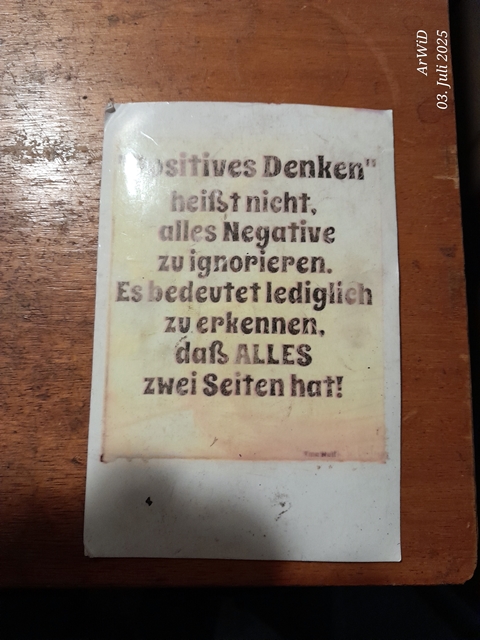 "Positives Denken"
heißt nicht,
alles Negative
zu ignorieren.
Es bedeutet lediglich
zu erkennen,
daß ALLES
zwei Seiten hat!
ArWiD
03. Juli 2025